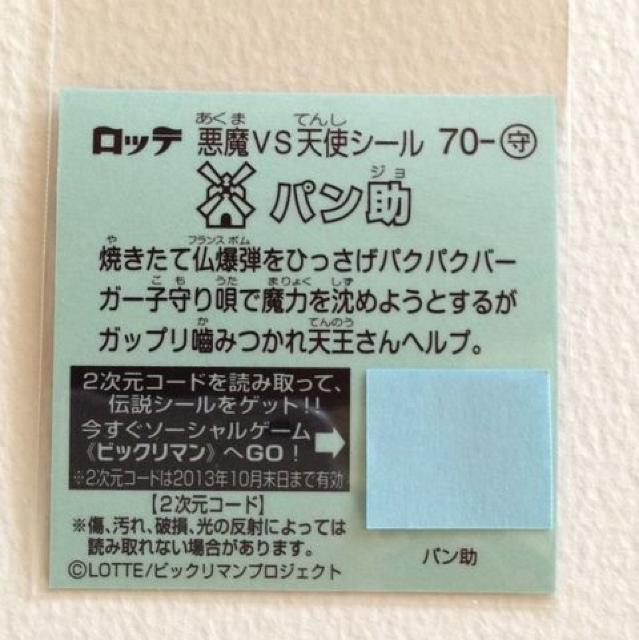 ロッテ 悪魔VS天使シール 70-守
パン助
焼きたて仏爆弾をひっさげパクパクバー
ガー子守り唄で魔力を沈めようとするが
ガップリ噛みつかれ天王さんヘルプ。
2次元コードを読み取って、
伝説シールをゲット!!
今すぐソーシャルゲーム
《ビックリマン》へGO!
※2次元コードは2013年10月末日まで有効
【2次元コード】
※傷、汚れ、破損、光の反射によっては
読み取れない場合があります。
©LOTTE/ビックリマンプロジェクト
パン助